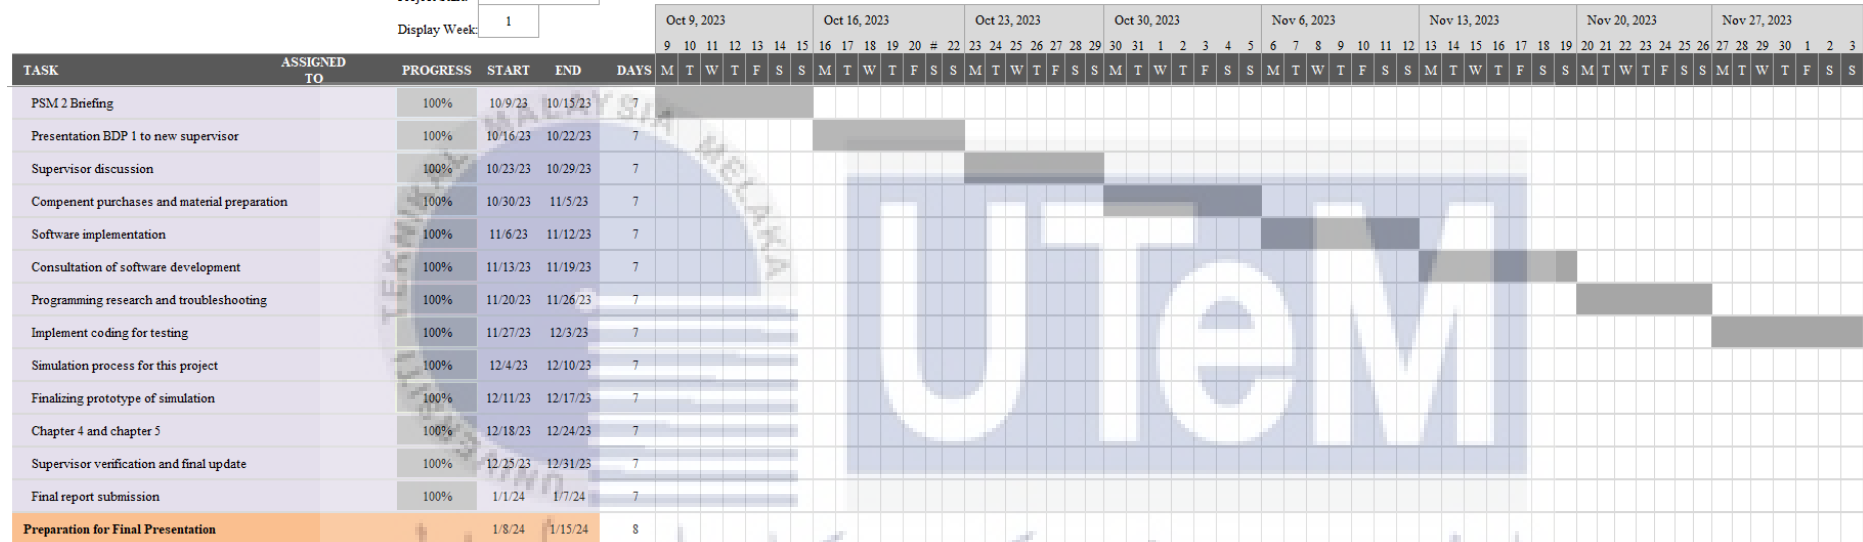 Display Week: 1
Oct 9, 2023 Oct 16, 2023 Oct 23, 2023 Oct 30, 2023 Nov 6, 2023 Nov 13, 2023 Nov 20, 2023 Nov 27, 2023
9 10 11 12 13 14 15 16 17 18 19 20 # 22 23 24 25 26 27 28 29 30 31 1 2 3 4 5 6 7 8 9 10 11 12 13 14 15 16 17 18 19 20 21 22 23 24 25 26 27 28 29 30 1 2 3
TASK ASSIGNED TO PROGRESS START END DAYS M T W T F S S M T W T F S S M T W T F S S M T W T F S S M T W T F S S M T W T F S S M T W T F S S M T W T F S S
PSM 2 Briefing 100% 10/9/23 10/15/23 7
Presentation BDP 1 to new supervisor 100% 10/16/23 10/22/23 7
Supervisor discussion 100% 10/23/23 10/29/23 7
Compenent purchases and material preparation 100% 10/30/23 11/5/23 7
Software implementation 100% 11/6/23 11/12/23 7
Consultation of software development 100% 11/13/23 11/19/23 7
Programming research and troubleshooting 100% 11/20/23 11/26/23 7
Implement coding for testing 100% 11/27/23 12/3/23 7
Simulation process for this project 100% 12/4/23 12/10/23 7
Finalizing prototype of simulation 100% 12/11/23 12/17/23 7
Chapter 4 and chapter 5 100% 12/18/23 12/24/23 7
Supervisor verification and final update 100% 12/25/23 12/31/23 7
Final report submission 100% 1/1/24 1/7/24 7
Preparation for Final Presentation 1/8/24 1/15/24 8
UNIVERSITI TEKNIKAL MALAYSIA MELAKA
UTeM